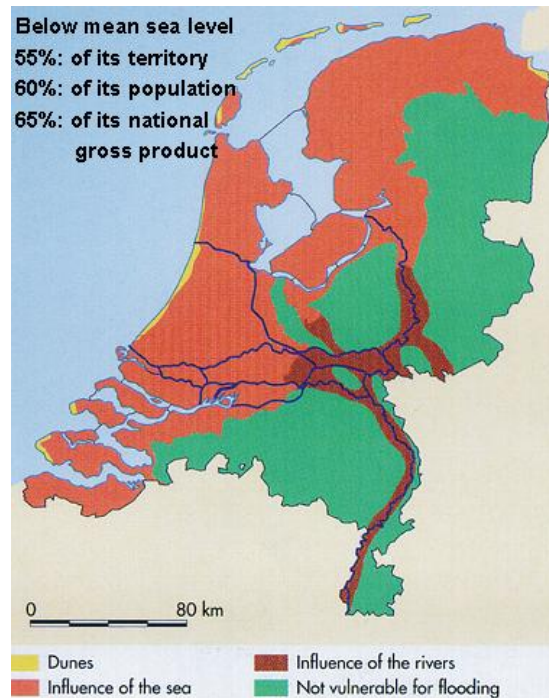 Below mean sea level
55%: of its territory
60%: of its population
65%: of its national
gross product
0 80 km
Dunes
Influence of the sea
Influence of the rivers
Not vulnerable for flooding